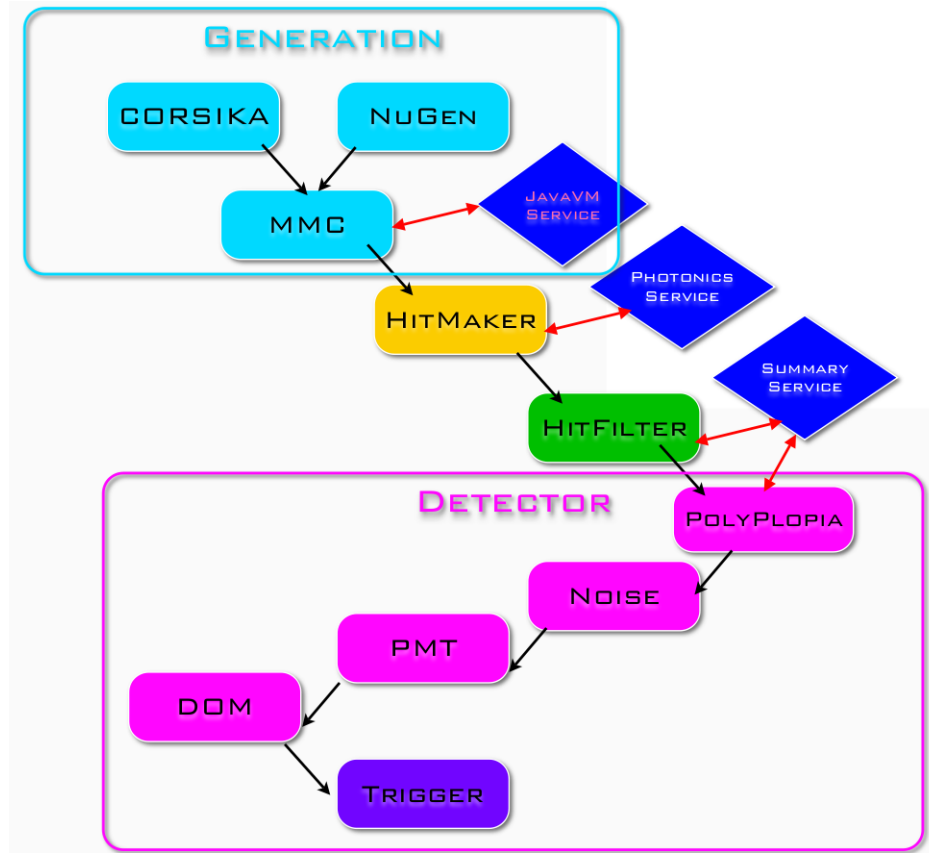 GENERATION
CORSIKA
NUGEN
MMC
JAVAVM
SERVICE
PHOTONICS
SERVICE
HITMAKER
SUMMARY
SERVICE
HITFILTER
DETECTOR
POLYPLOPIA
NOISE
PMT
DOM
TRIGGER